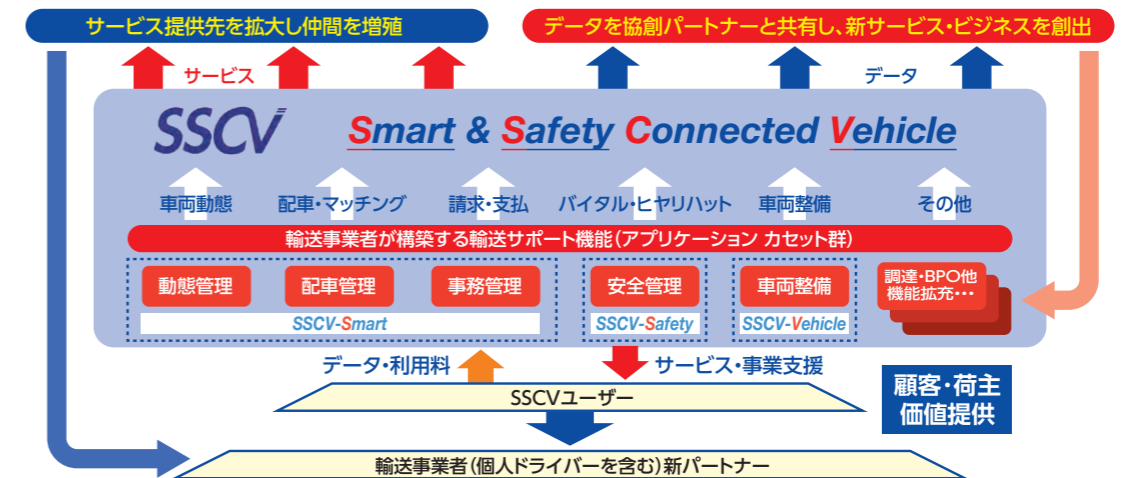 サービス提供先を拡大し仲間を増殖
データを協創パートナーと共有し、新サービス・ビジネスを創出
サービス
データ
SSCV
Smart & Safety Connected Vehicle
車両動態
配車・マッチング
請求・支払
バイタル・ヒヤリハット
車両整備
その他
輸送事業者が構築する輸送サポート機能(アプリケーション カセット群)
動態管理
配車管理
事務管理
安全管理
車両整備
調達・BPO他
機能拡充・・・
SSCV-Smart
SSCV-Safety
SSCV-Vehicle
データ・利用料
サービス・事業支援
SSCVユーザー
顧客・荷主
価値提供
輸送事業者(個人ドライバーを含む)新パートナー